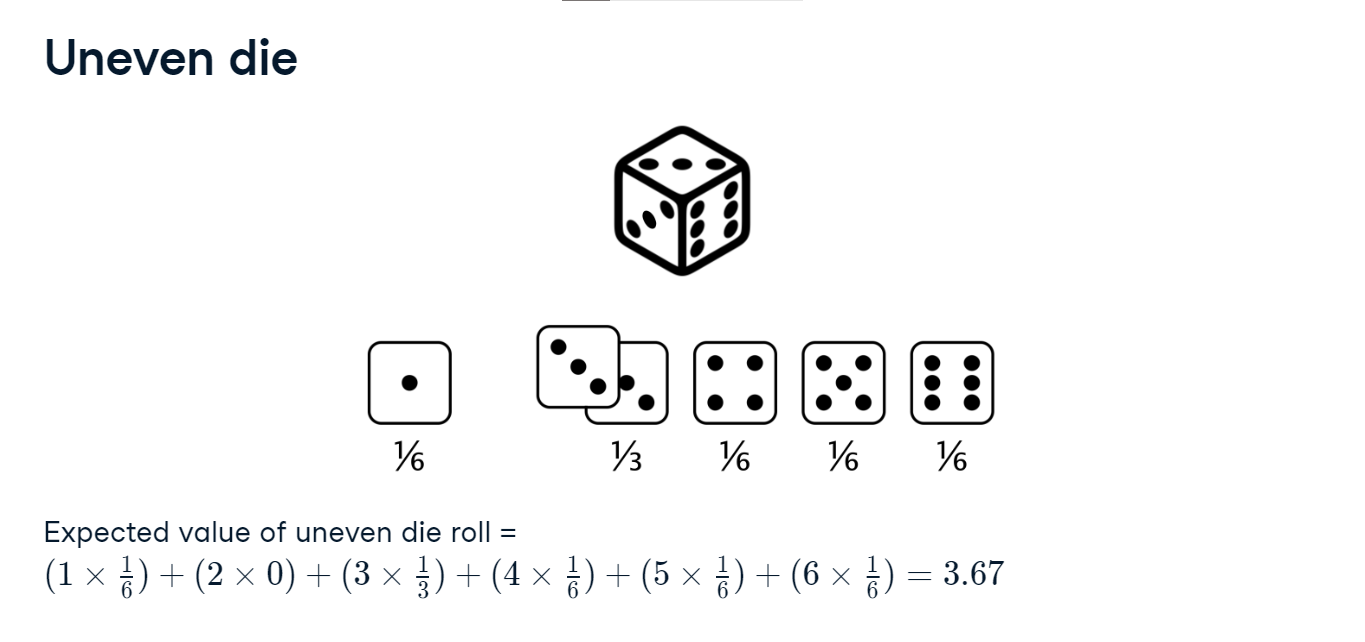 Uneven die
⅙ ⅓ ⅙ ⅙ ⅙
Expected value of uneven die roll =
(1 × 1/6) + (2 × 0) + (3 × 1/3) + (4 × 1/6) + (5 × 1/6) + (6 × 1/6) = 3.67